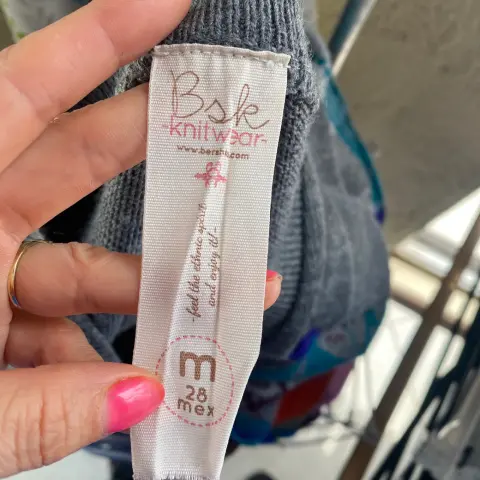 Bsk
-knitwear-
www.bershka.com
-feel the ethnic spirit
and enjoy it!-
m
28
mex